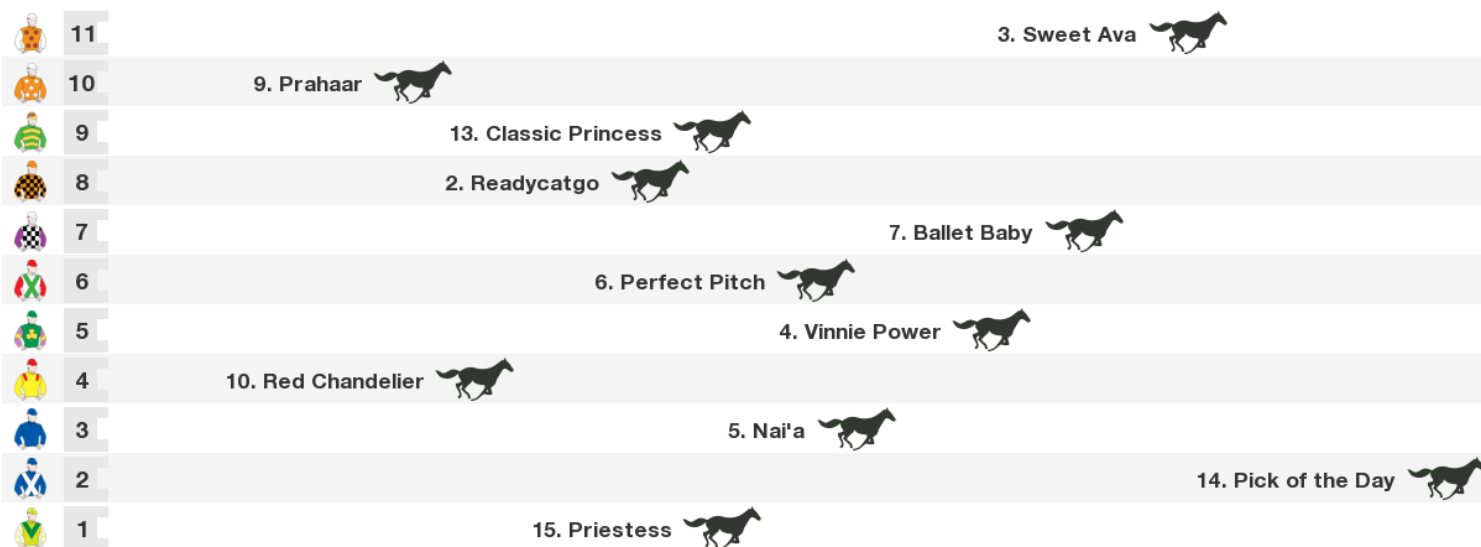 11 3. Sweet Ava
10 9. Prahaar
9 13. Classic Princess
8 2. Readycatgo
7 7. Ballet Baby
6 6. Perfect Pitch
5 4. Vinnie Power
4 10. Red Chandelier
3 5. Nai'a
2 14. Pick of the Day
1 15. Priestess